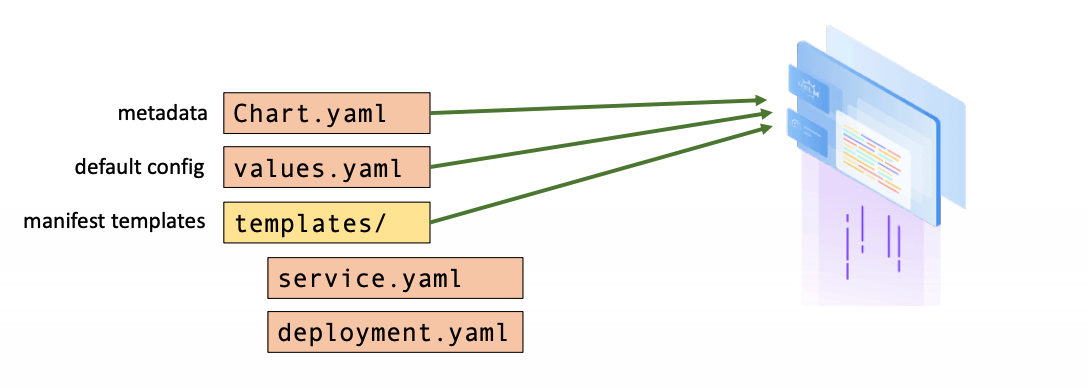 metadata Chart.yaml
default config values.yaml
manifest templates templates/
service.yaml
deployment.yaml